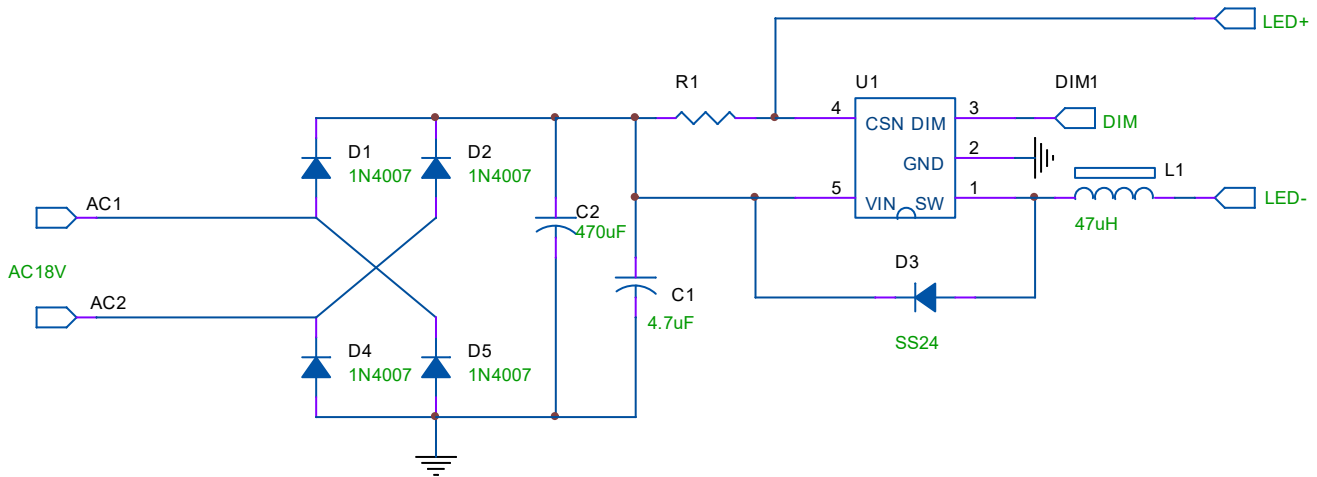 LED+
R1
U1
DIM1
4
3
CSN DIM
DIM
D1
D2
1N4007
1N4007
2
GND
L1
AC1
C2
5
1
VIN SW
LED-
470uF
47uH
AC18V
D3
AC2
C1
4.7uF
SS24
D4
D5
1N4007
1N4007